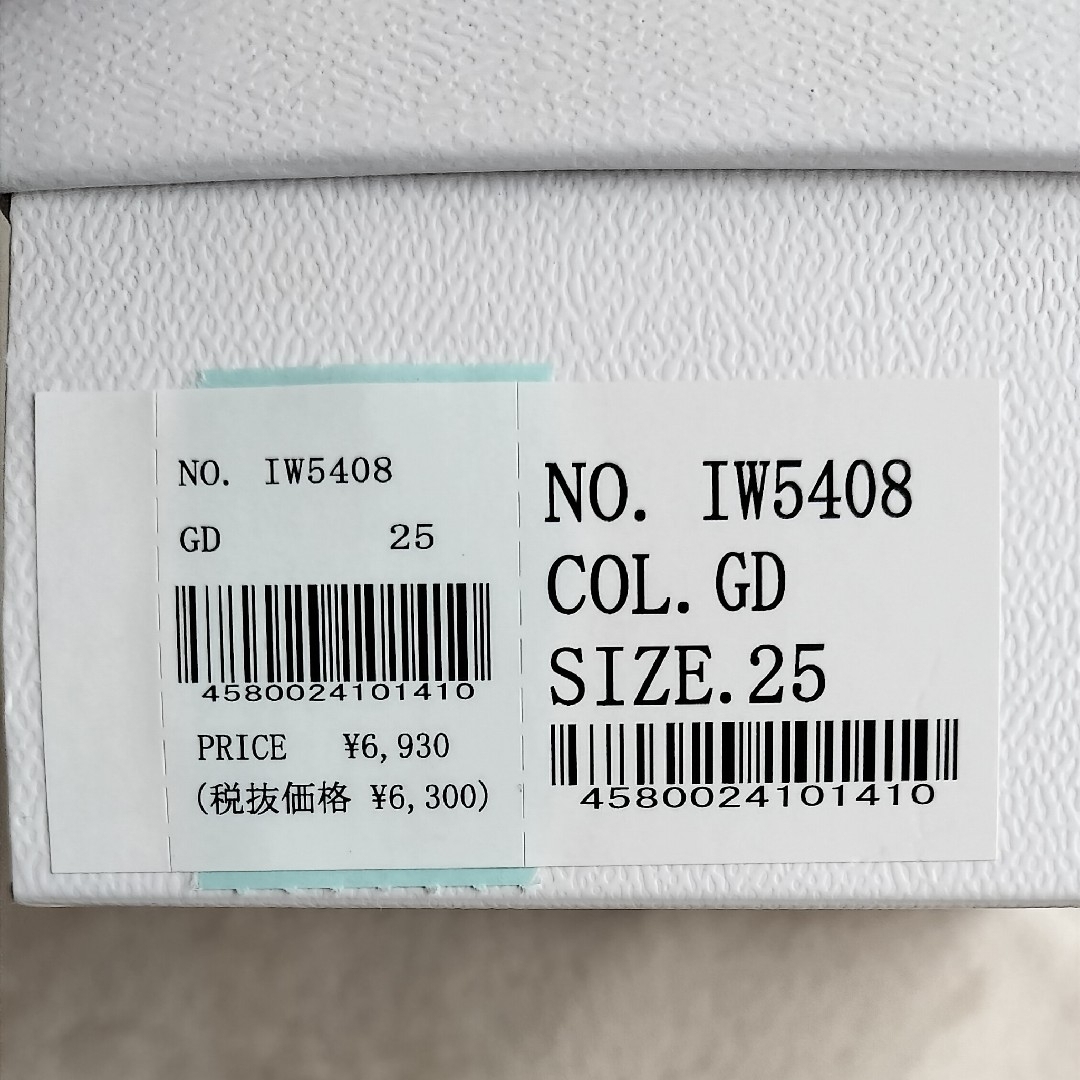 NO. IW5408
GD 25
4580024101410
PRICE ¥6,930
(税抜価格 ¥6,300)
NO. IW5408
COL. GD
SIZE. 25
4580024101410